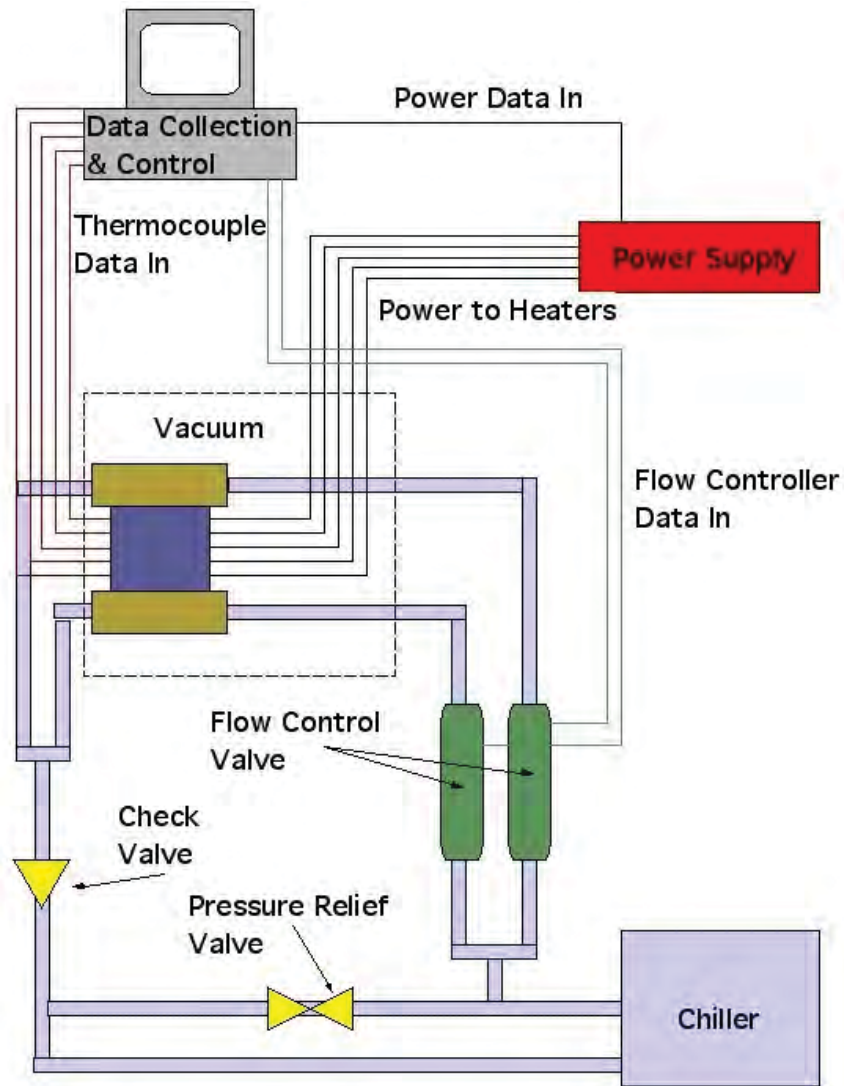 Power Data In
Data Collection
& Control
Thermocouple
Data In
Power Supply
Power to Heaters
Vacuum
Flow Controller
Data In
Flow Control
Valve
Check
Valve
Pressure Relief
Valve
Chiller